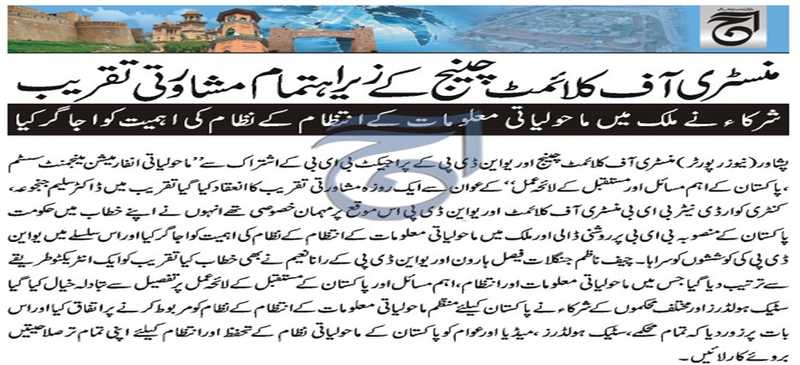 آج
منسٹری آف کلائمٹ چینج کے زیر اہتمام مشاورتی تقریب
شرکاء نے ملک میں ماحولیاتی معلومات کے انتظام کے نظام کی اہمیت کو اجاگر کیا
پشاور (نیوز رپورٹر) منسٹری آف کلائمٹ چینج اور یو این ڈی پی کے پراجیکٹ بی ای بی کے اشتراک سے ”ماحولیاتی انفارمیشن مینجمنٹ سسٹم
،پاکستان کے اہم مسائل اور مستقبل کے لائحہ عمل“ کے عنوان سے ایک روزہ مشاورتی تقریب کا انعقاد کیا گیا تقریب میں ڈاکٹر سلیم جنجوعہ،
کنٹری کوارڈی نیٹر بی ای بی منسٹری آف کلائمٹ اور یو این ڈی پی اس موقع پر مہمان خصوصی تھے انہوں نے اپنے خطاب میں حکومت
پاکستان کے منصوبہ بی ای بی پر روشنی ڈالی اور ملک میں ماحولیاتی معلومات کے انتظام کے نظام کی اہمیت کو اجاگر کیا اور اس سلسلے میں یو این
ڈی پی کی کوششوں کو سراہا۔ چیف ناظم جنگلات فیصل ہارون اور یو این ڈی پی کے رانا نعیم نے بھی خطاب کیا تقریب کو ایک انٹریکٹو طریقے
سے ترتیب دیا گیا جس میں ماحولیاتی معلومات اور انتظام، اہم مسائل اور پاکستان کے مستقبل کے لائحہ عمل پر تفصیل سے تبادلہ خیال کیا گیا
سٹیک ہولڈرز اور مختلف محکموں کے شرکاء نے پاکستان کیلئے منظم ماحولیاتی معلومات کے انتظام کے نظام کو مربوط کرنے پر اتفاق کیا اور اس
بات پر زور دیا کہ تمام محکمے، سٹیک ہولڈرز ،میڈیا اور عوام کو پاکستان کے ماحولیاتی نظام کے تحفظ اور انتظام کیلئے اپنی تمام تر صلاحیتیں
بروئے کار لائیں۔